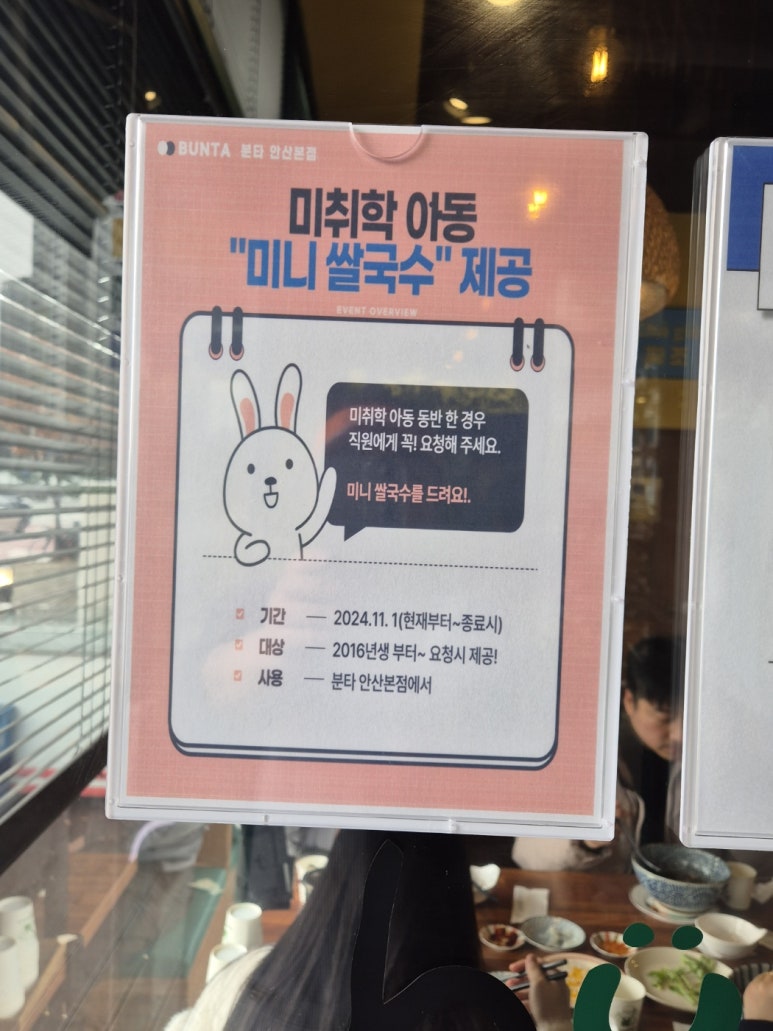 BUNTA 분타 안산본점
미취학 아동
"미니 쌀국수" 제공
EVENT OVERVIEW
미취학 아동 동반 한 경우
직원에게 꼭! 요청해 주세요.
미니 쌀국수를 드려요!.
기간 — 2024.11. 1(현재부터~종료시)
대상 — 2016년생 부터~ 요청시 제공!
사용 — 분타 안산본점에서